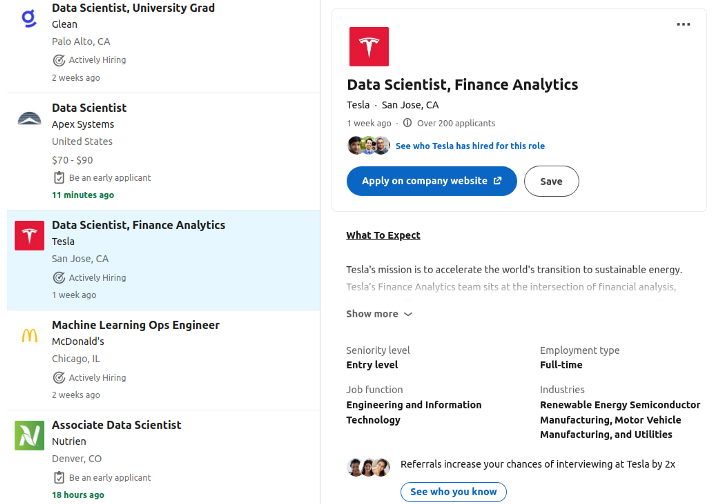 Data Scientist, University Grad
Glean
Palo Alto, CA
Actively Hiring
2 weeks ago
Data Scientist
Apex Systems
United States
$70 - $90
Be an early applicant
11 minutes ago
Data Scientist, Finance Analytics
Tesla
San Jose, CA
Actively Hiring
1 week ago
Machine Learning Ops Engineer
McDonald's
Chicago, IL
Actively Hiring
2 weeks ago
Associate Data Scientist
Nutrien
Denver, CO
Be an early applicant
18 hours ago
Data Scientist, Finance Analytics
Tesla · San Jose, CA
1 week ago · Over 200 applicants
See who Tesla has hired for this role
Apply on company website
Save
What To Expect
Tesla's mission is to accelerate the world's transition to sustainable energy.
Tesla's Finance Analytics team sits at the intersection of financial analysis,
Show more
Seniority level
Entry level
Employment type
Full-time
Job function
Engineering and Information
Technology
Industries
Renewable Energy Semiconductor
Manufacturing, Motor Vehicle
Manufacturing, and Utilities
Referrals increase your chances of interviewing at Tesla by 2x
See who you know